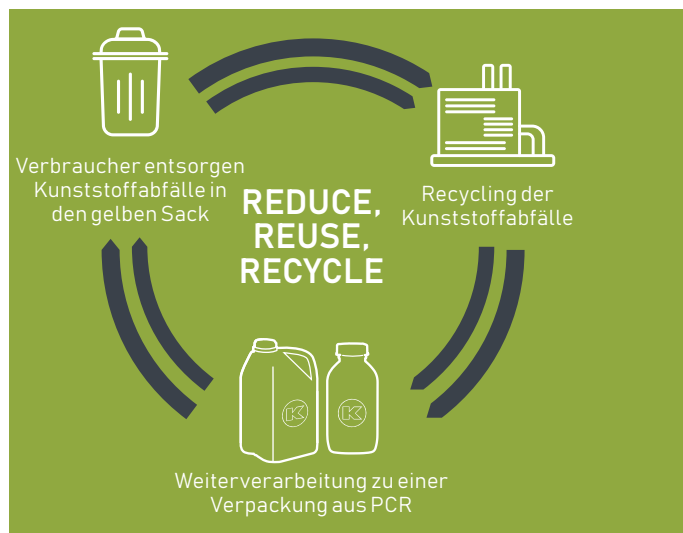 Verbraucher entsorgen
Kunststoffabfälle in
den gelben Sack
REDUCE,
REUSE,
RECYCLE
Recycling der
Kunststoffabfälle
K
K
Weiterverarbeitung zu einer
Verpackung aus PCR